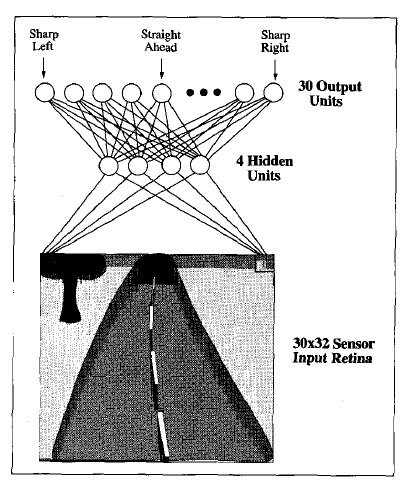 Sharp
Left
Straight
Ahead
Sharp
Right
30 Output
Units
4 Hidden
Units
30x32 Sensor
Input Retina